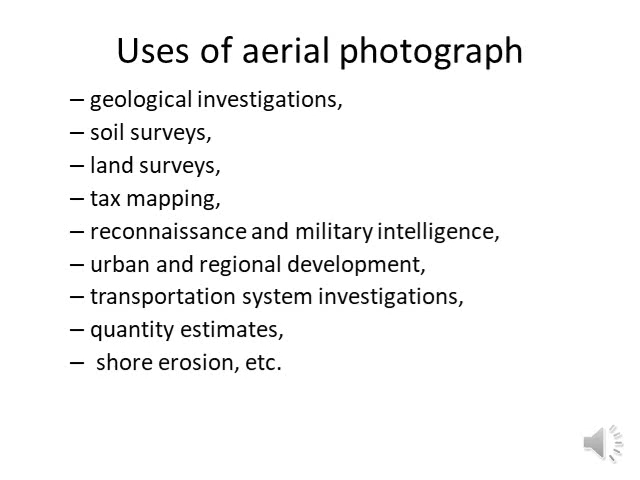 Uses of aerial photograph
– geological investigations,
– soil surveys,
– land surveys,
– tax mapping,
– reconnaissance and military intelligence,
– urban and regional development,
– transportation system investigations,
– quantity estimates,
– shore erosion, etc.